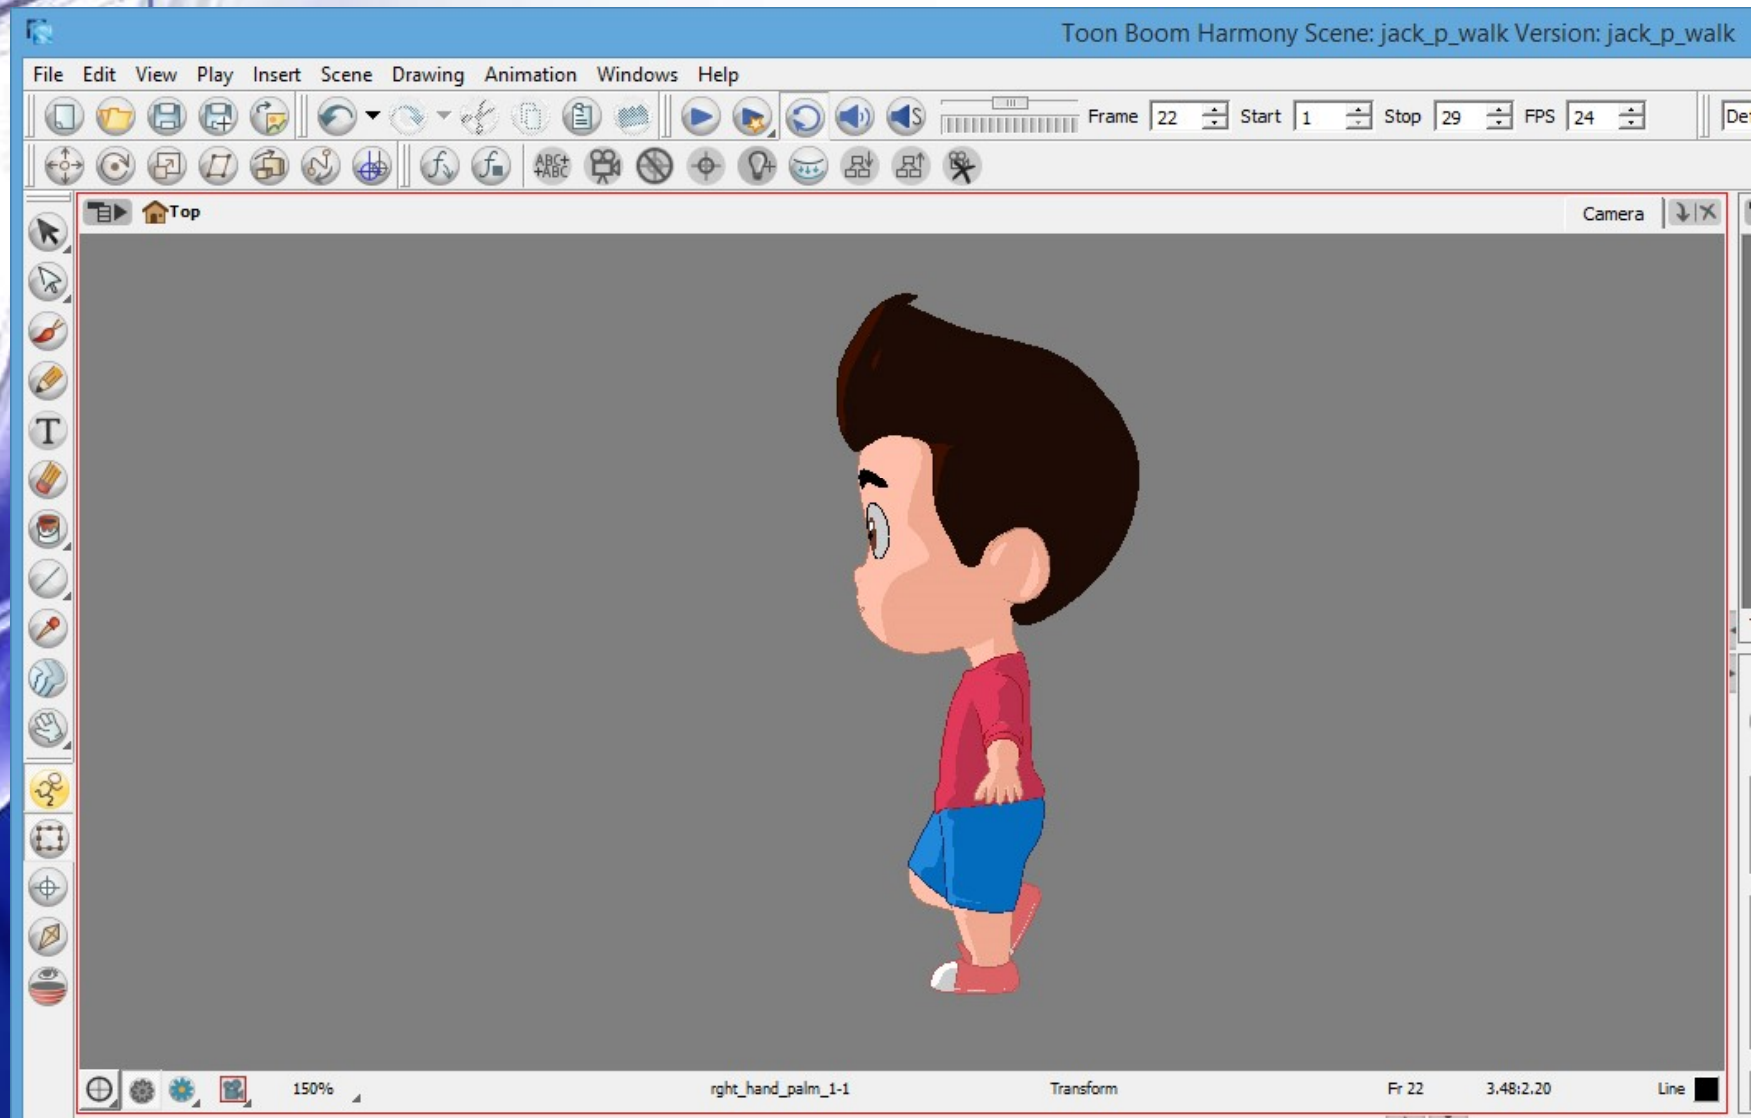 Toon Boom Harmony Scene: jack_p_walk Version: jack_p_walk
File Edit View Play Insert Scene Drawing Animation Windows Help
S Frame 22 Start 1 Stop 29 FPS 24
ABC+
+ABC
Top Camera
T
150% rght_hand_palm_1-1 Transform Fr 22 3.48:2.20 Line